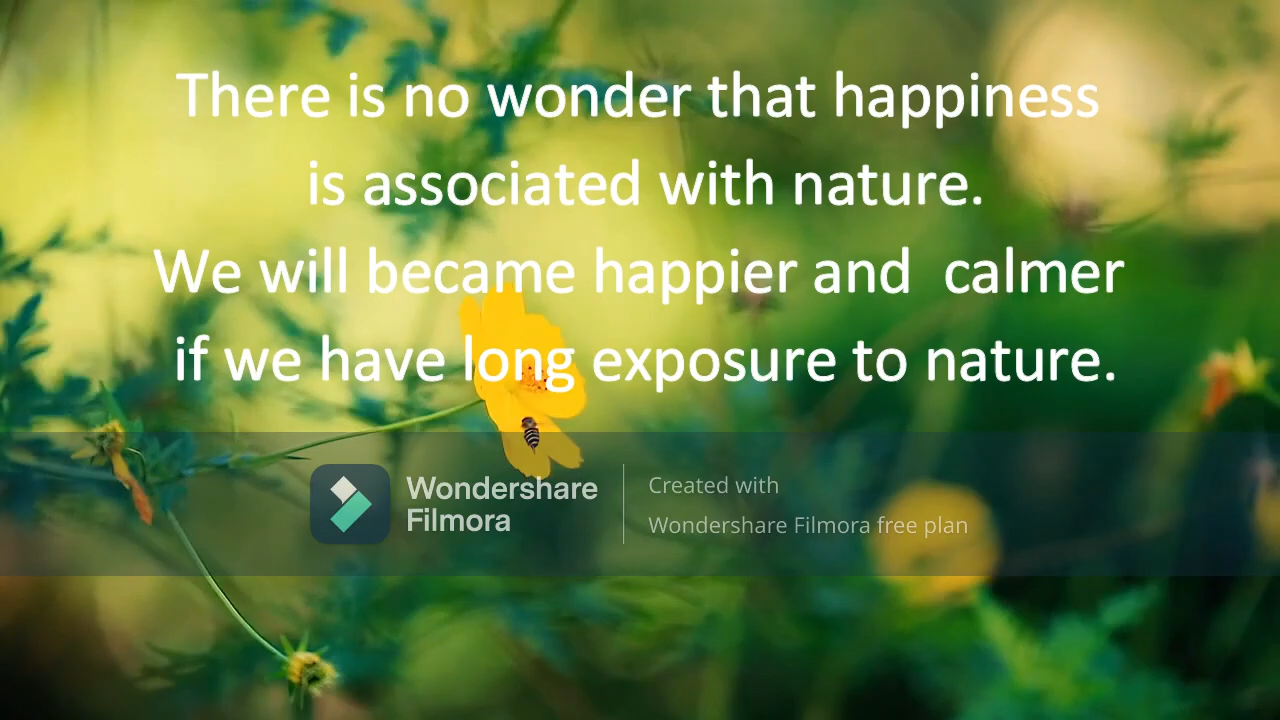 There is no wonder that happiness
is associated with nature.
We will became happier and  calmer
if we have long exposure to nature.
Wondershare
Filmora
Created with
Wondershare Filmora free plan